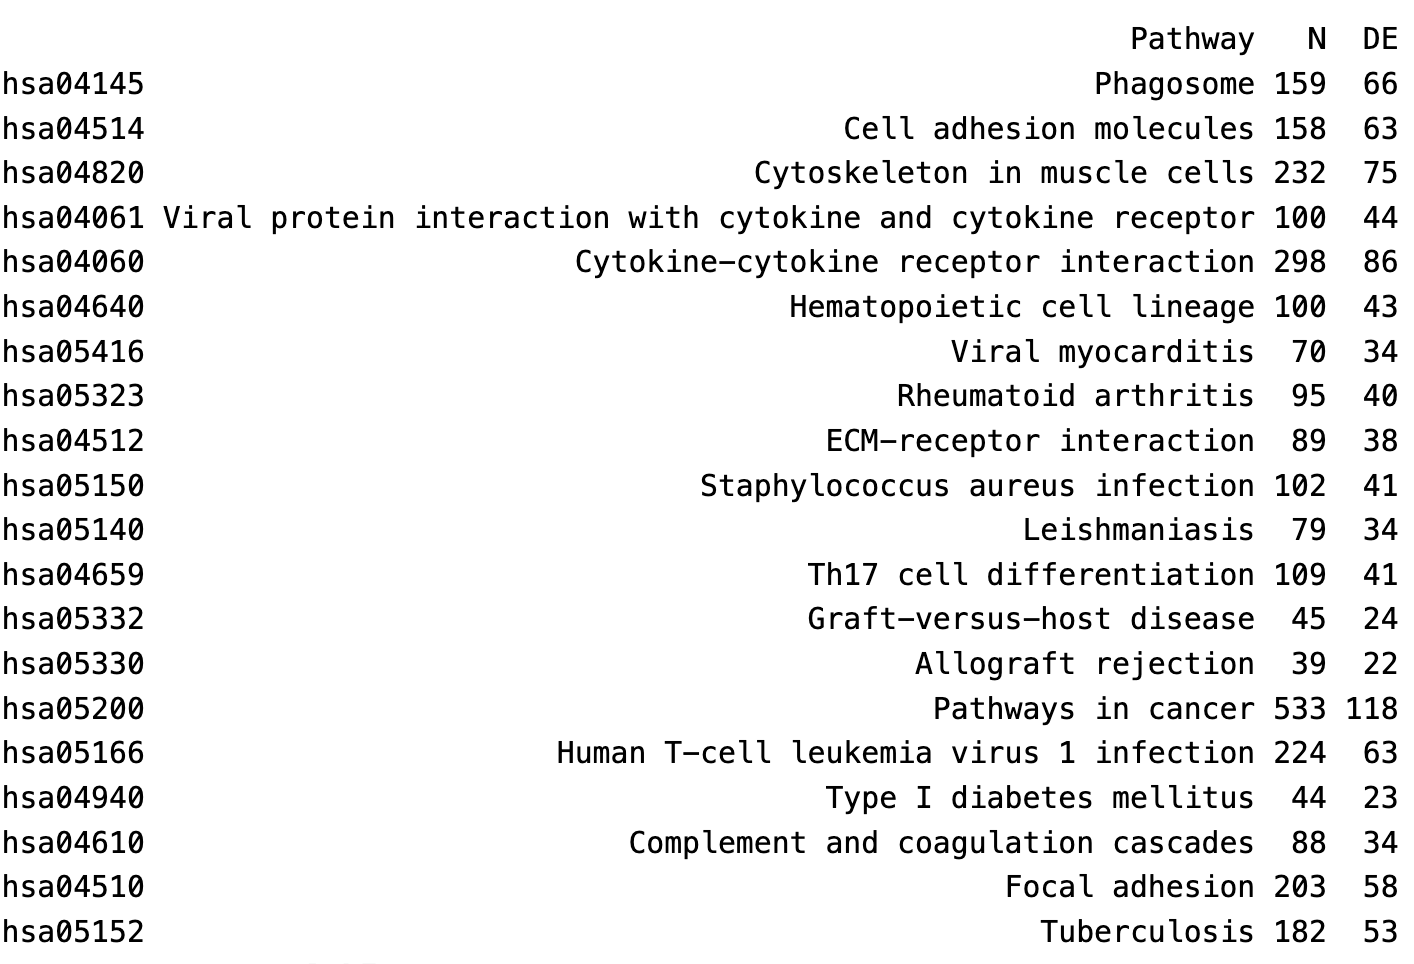 Pathway N DE
hsa04145 Phagosome 159 66
hsa04514 Cell adhesion molecules 158 63
hsa04820 Cytoskeleton in muscle cells 232 75
hsa04061 Viral protein interaction with cytokine and cytokine receptor 100 44
hsa04060 Cytokine-cytokine receptor interaction 298 86
hsa04640 Hematopoietic cell lineage 100 43
hsa05416 Viral myocarditis 70 34
hsa05323 Rheumatoid arthritis 95 40
hsa04512 ECM-receptor interaction 89 38
hsa05150 Staphylococcus aureus infection 102 41
hsa05140 Leishmaniasis 79 34
hsa04659 Th17 cell differentiation 109 41
hsa05332 Graft-versus-host disease 45 24
hsa05330 Allograft rejection 39 22
hsa05200 Pathways in cancer 533 118
hsa05166 Human T-cell leukemia virus 1 infection 224 63
hsa04940 Type I diabetes mellitus 44 23
hsa04610 Complement and coagulation cascades 88 34
hsa04510 Focal adhesion 203 58
hsa05152 Tuberculosis 182 53